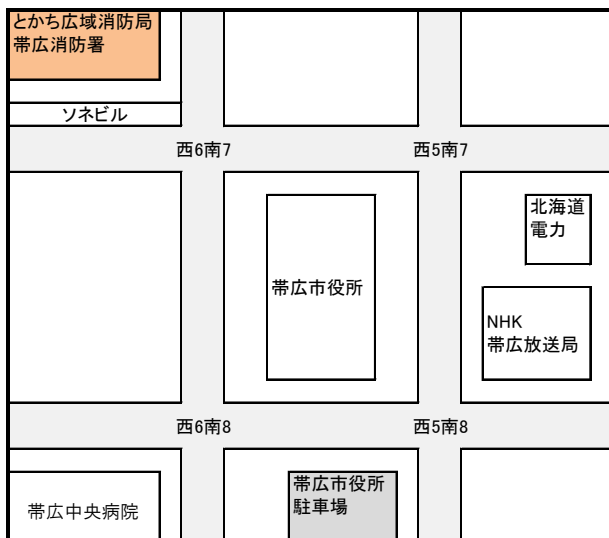 とかち広域消防局
帯広消防署
ソネビル
西6南7
西5南7
北海道
電力
帯広市役所
NHK
帯広放送局
西6南8
西5南8
帯広市役所
駐車場
帯広中央病院